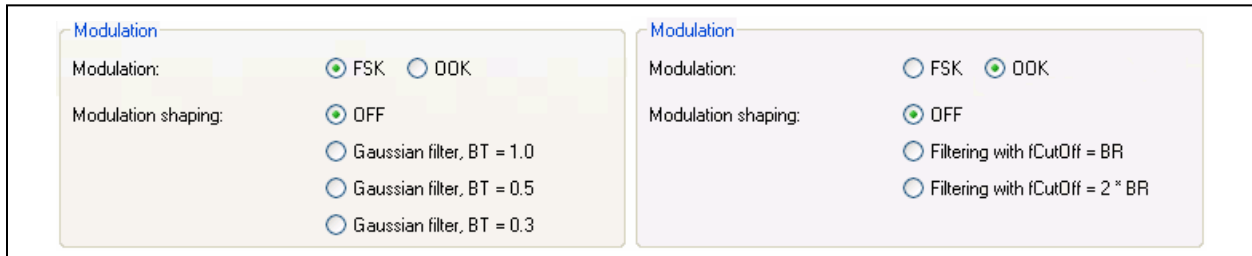 Modulation
Modulation: FSK OOK
Modulation shaping: OFF
Gaussian filter, BT = 1.0
Gaussian filter, BT = 0.5
Gaussian filter, BT = 0.3
Modulation
Modulation: FSK OOK
Modulation shaping: OFF
Filtering with fCutOff = BR
Filtering with fCutOff = 2 * BR